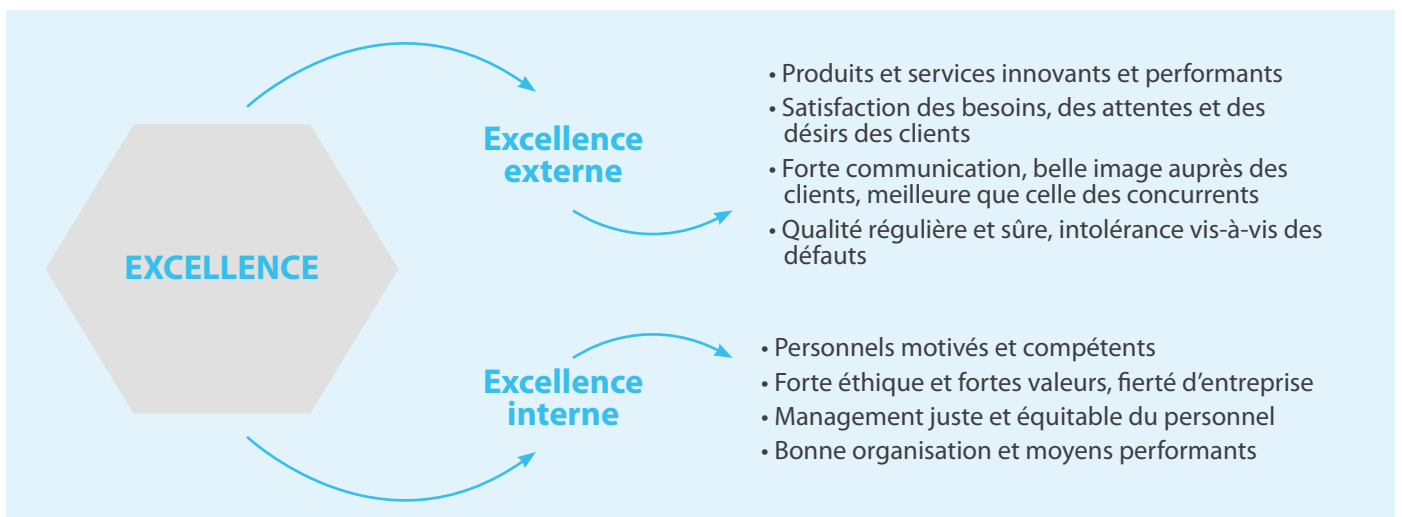 EXCELLENCE
Excellence
externe
• Produits et services innovants et performants
• Satisfaction des besoins, des attentes et des
désirs des clients
• Forte communication, belle image auprès des
clients, meilleure que celle des concurrents
• Qualité régulière et sûre, intolérance vis-à-vis des
défauts
Excellence
interne
• Personnels motivés et compétents
• Forte éthique et fortes valeurs, fierté d’entreprise
• Management juste et équitable du personnel
• Bonne organisation et moyens performants